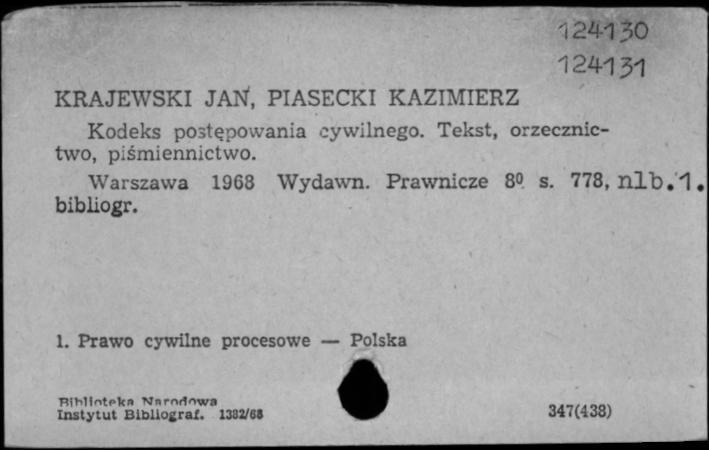 124130
124131
KRAJEWSKI JAN, PIASECKI KAZIMIERZ
Kodeks postępowania cywilnego. Tekst, orzecznic-
two, piśmiennictwo.
Warszawa 1968 Wydawn. Prawnicze 8⁰ s. 778, nlb. 1.
bibliogr.
1. Prawo cywilne procesowe — Polska
Biblioteka Narodowa
Instytut Bibliograf. 1382/68
347(438)